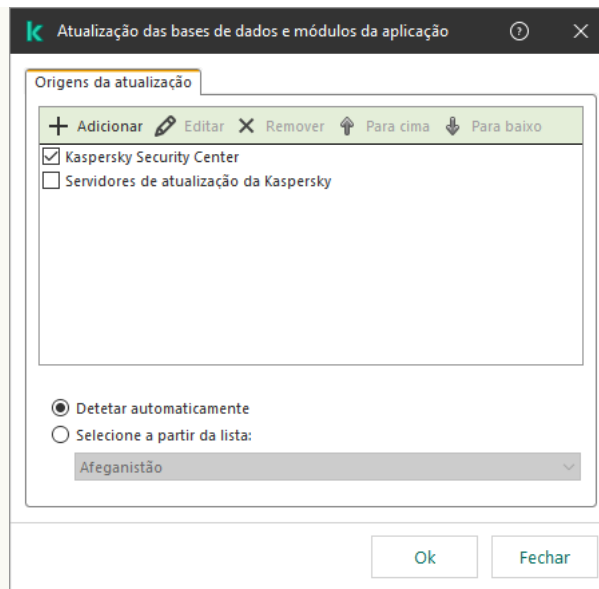 Atualização das bases de dados e módulos da aplicação
Origens da atualização
Adicionar Editar Remover Para cima Para baixo
Kaspersky Security Center
Servidores de atualização da Kaspersky
Detetar automaticamente
Selecione a partir da lista:
Afeganistão
Ok Fechar